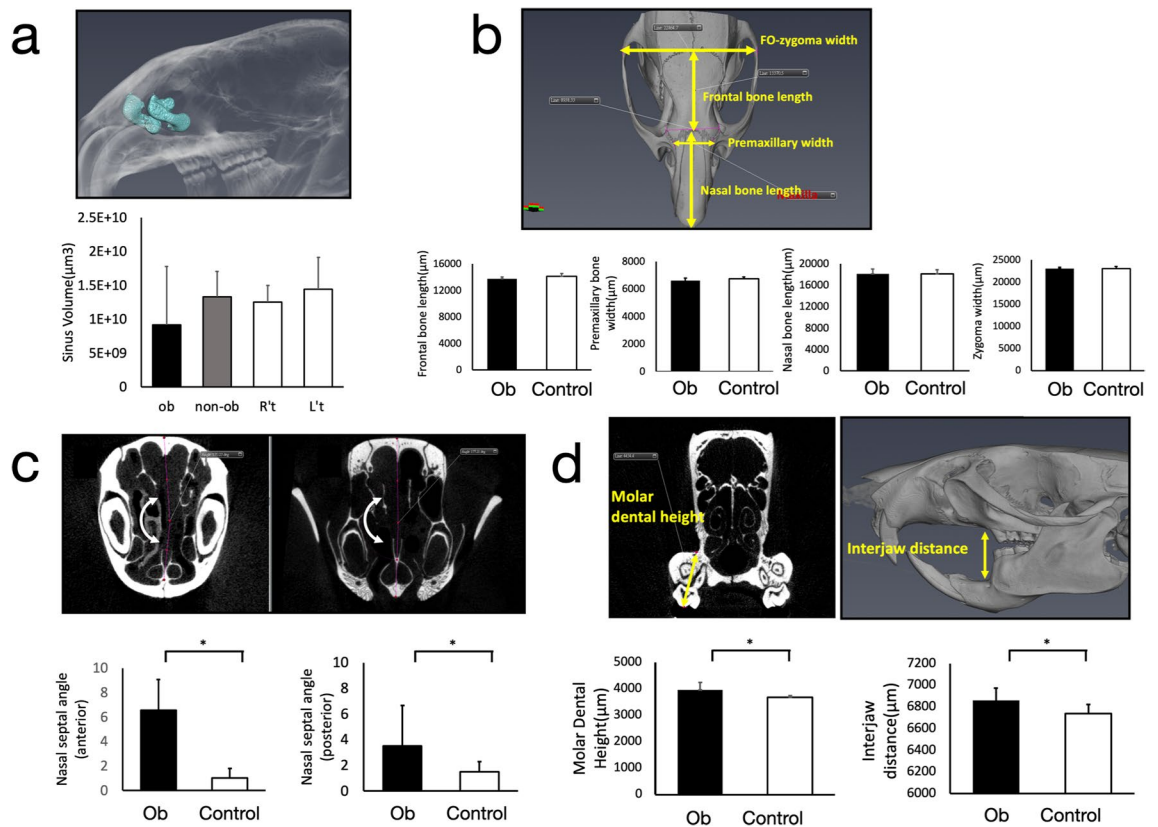 a
b
FO-zygoma width
Frontal bone length
Premaxillary width
Nasal bone length
Sinus Volume(μm3)
2.5E+10
2E+10
1.5E+10
1E+10
5E+09
0
ob
non-ob
R't
L't
Frontal bone length(μm)
16000
12000
8000
4000
0
Ob
Control
Premaxillary bone
width(μm)
8000
6000
4000
2000
0
Ob
Control
Nasal bone length(μm)
20000
16000
12000
8000
4000
0
Ob
Control
Zygoma width(μm)
25000
20000
15000
10000
5000
0
Ob
Control
c
d
Molar
dental height
Interjaw distance
Nasal septal angle
(anterior)
10
8
6
4
2
0
*
Ob
Control
Nasal septal angle
(posterior)
10
8
6
4
2
0
*
Ob
Control
Molar Dental
Height(μm)
5000
4000
3000
2000
1000
0
*
Ob
Control
Interjaw
distance(μm)
7200
7000
6800
6600
6400
6200
6000
*
Ob
Control